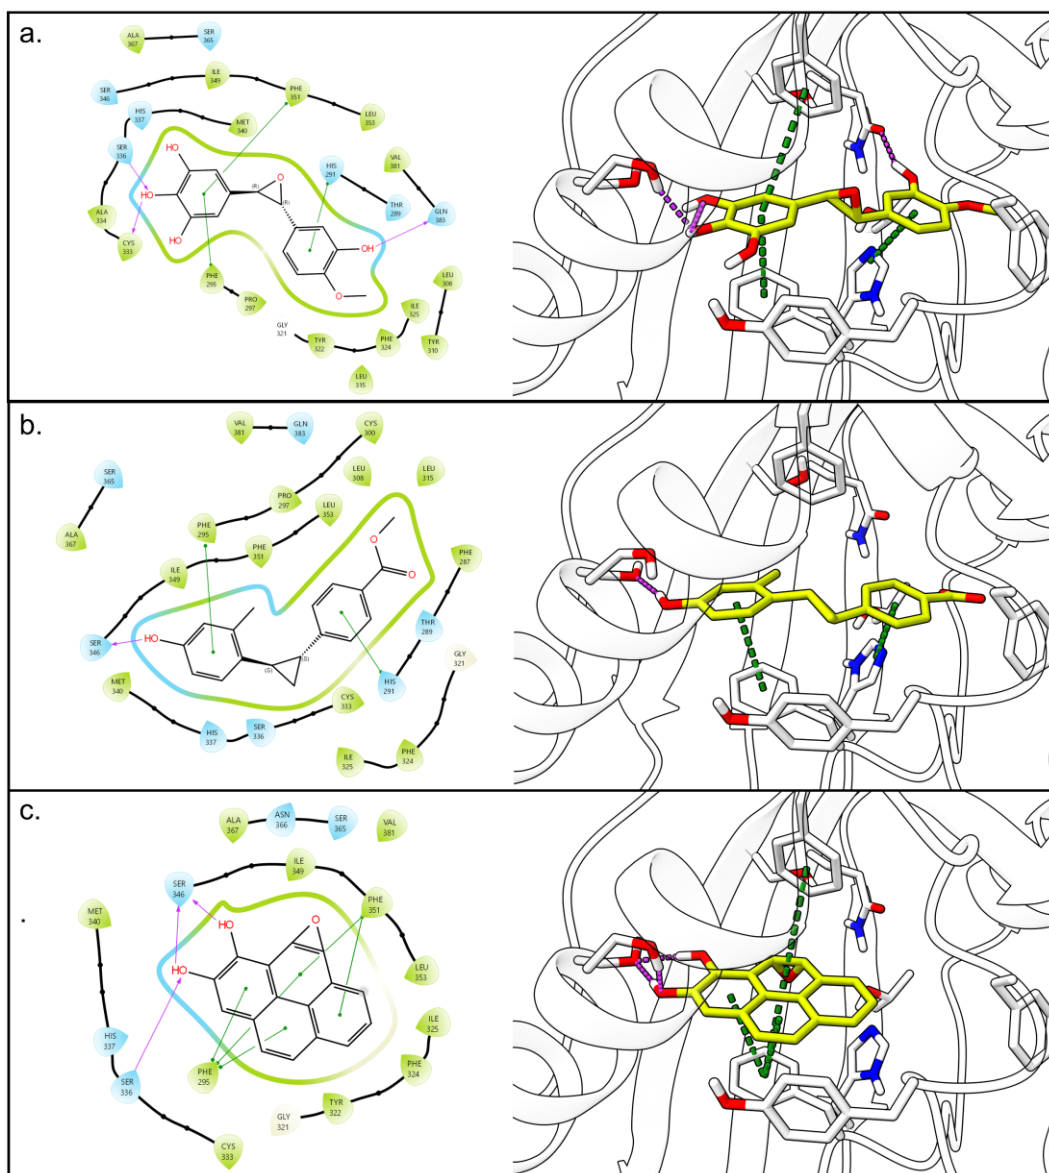 a.
ALA
367
SER
365
SER
346
ILE
349
PHE
351
HIS
337
MET
340
LEU
353
SER
336
HO
O
(R)
(R)
HIS
291
VAL
381
HO
THR
289
GLN
383
ALA
334
CYS
333
HO
OH
PHE
295
PRO
297
O
LEU
308
ILE
325
GLY
321
TYR
322
PHE
324
TYR
310
LEU
315
b.
VAL
381
GLN
383
CYS
300
SER
365
LEU
308
LEU
315
PRO
297
LEU
353
PHE
295
O
ALA
367
PHE
351
O
PHE
287
ILE
349
THR
289
SER
346
HO
GLY
321
(S)
(S)
MET
340
CYS
333
HIS
291
HIS
337
SER
336
ILE
325
PHE
324
c.
ALA
367
ASN
366
SER
365
VAL
381
SER
346
ILE
349
PHE
351
MET
340
HO
O
HO
LEU
353
ILE
325
HIS
337
PHE
295
PHE
324
SER
336
GLY
321
TYR
322
CYS
333